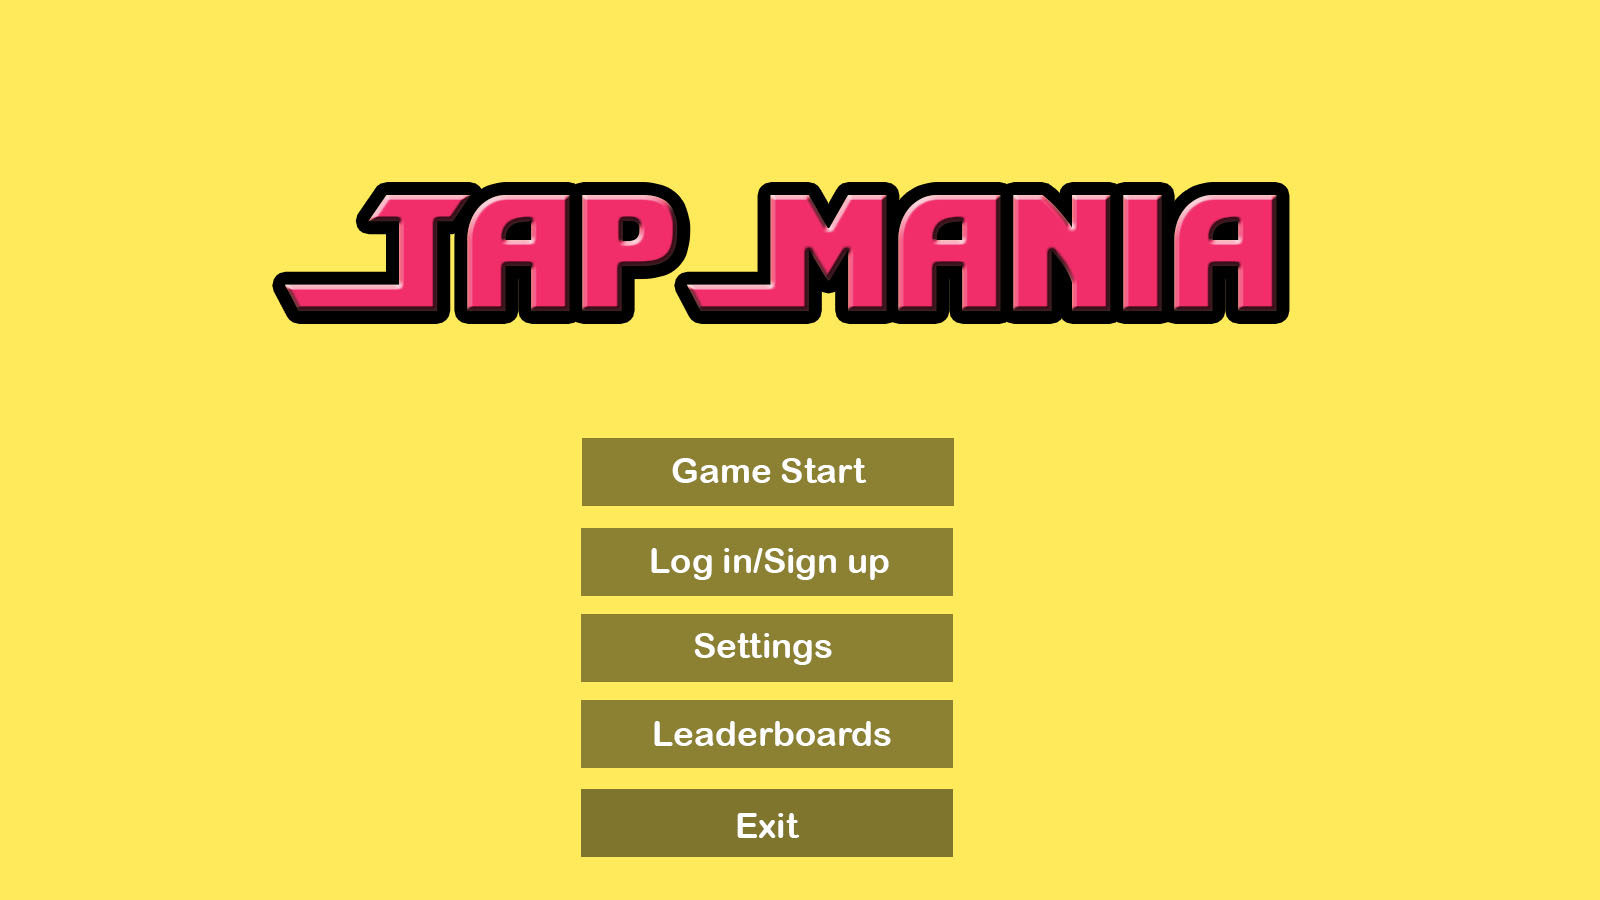 TAP MANIA
Game Start
Log in/Sign up
Settings
Leaderboards
Exit